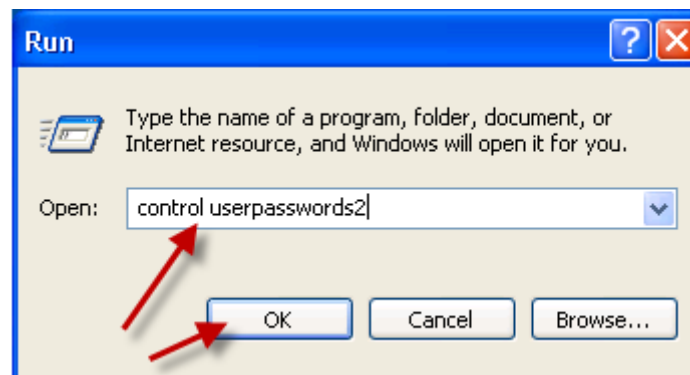 Run
Type the name of a program, folder, document, or
Internet resource, and Windows will open it for you.
Open: control userpasswords2
OK Cancel Browse...